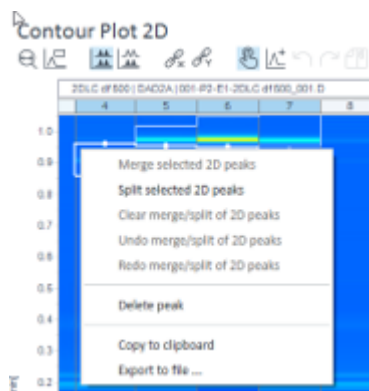 Contour Plot 2D
2DLC df1500 | DAD2A | 001-P2-E1-2DLC df1500_001.D
4 5 6 7 8
1.0
0.9
Merge selected 2D peaks
Split selected 2D peaks
0.8
Clear merge/split of 2D peaks
0.7
Undo merge/split of 2D peaks
0.6
Redo merge/split of 2D peaks
0.5
Delete peak
0.4
0.3
Copy to clipboard
Export to file ...
0.2